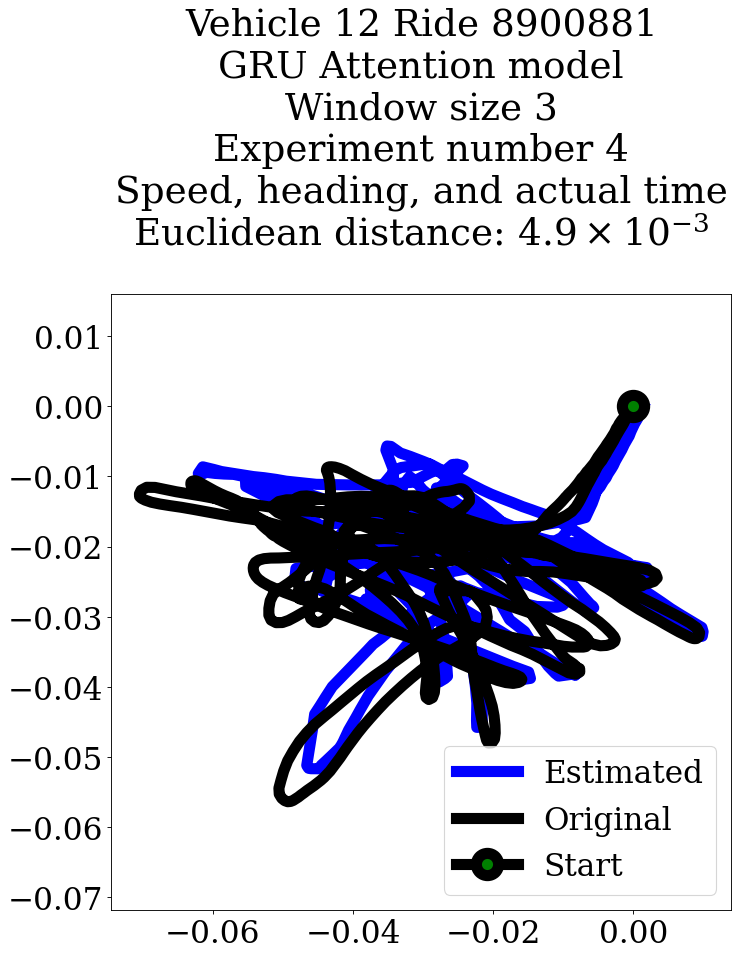 Vehicle 12 Ride 8900881
GRU Attention model
Window size 3
Experiment number 4
Speed, heading, and actual time
Euclidean distance: 4.9 × 10⁻³
0.01
0.00
−0.01
−0.02
−0.03
−0.04
−0.05
−0.06
−0.07
Estimated
Original
Start
−0.06 −0.04 −0.02 0.00